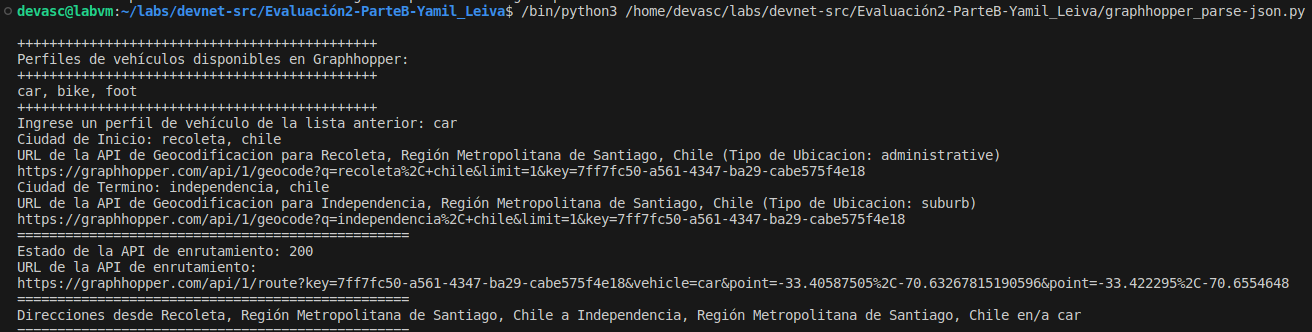 devasc@labvm:~/labs/devnet-src/Evaluación2-ParteB-Yamil_Leiva$ /bin/python3 /home/devasc/labs/devnet-src/Evaluación2-ParteB-Yamil_Leiva/graphhopper_parse-json.py
+++++++++++++++++++++++++++++++++++++++++++++
Perfiles de vehículos disponibles en Graphhopper:
+++++++++++++++++++++++++++++++++++++++++++++
car, bike, foot
+++++++++++++++++++++++++++++++++++++++++++++
Ingrese un perfil de vehículo de la lista anterior: car
Ciudad de Inicio: recoleta, chile
URL de la API de Geocodificacion para Recoleta, Región Metropolitana de Santiago, Chile (Tipo de Ubicacion: administrative)
https://graphhopper.com/api/1/geocode?q=recoleta%2C+chile&limit=1&key=7ff7fc50-a561-4347-ba29-cabe575f4e18
Ciudad de Termino: independencia, chile
URL de la API de Geocodificacion para Independencia, Región Metropolitana de Santiago, Chile (Tipo de Ubicacion: suburb)
https://graphhopper.com/api/1/geocode?q=independencia%2C+chile&limit=1&key=7ff7fc50-a561-4347-ba29-cabe575f4e18
=================================================
Estado de la API de enrutamiento: 200
URL de la API de enrutamiento:
https://graphhopper.com/api/1/route?key=7ff7fc50-a561-4347-ba29-cabe575f4e18&vehicle=car&point=-33.40587505%2C-70.63267815190596&point=-33.422295%2C-70.6554648
=================================================
Direcciones desde Recoleta, Región Metropolitana de Santiago, Chile a Independencia, Región Metropolitana de Santiago, Chile en/a car
=================================================